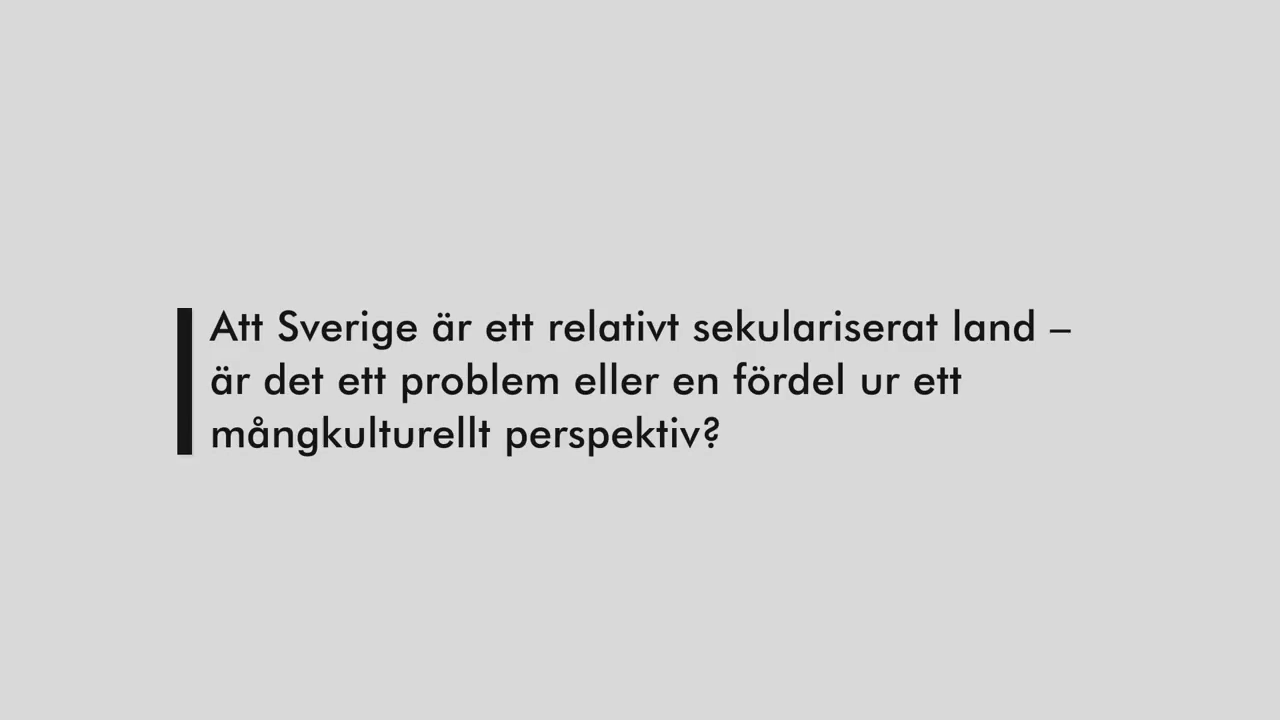 Att Sverige är ett relativt sekulariserat land –
är det ett problem eller en fördel ur ett
mångkulturellt perspektiv?